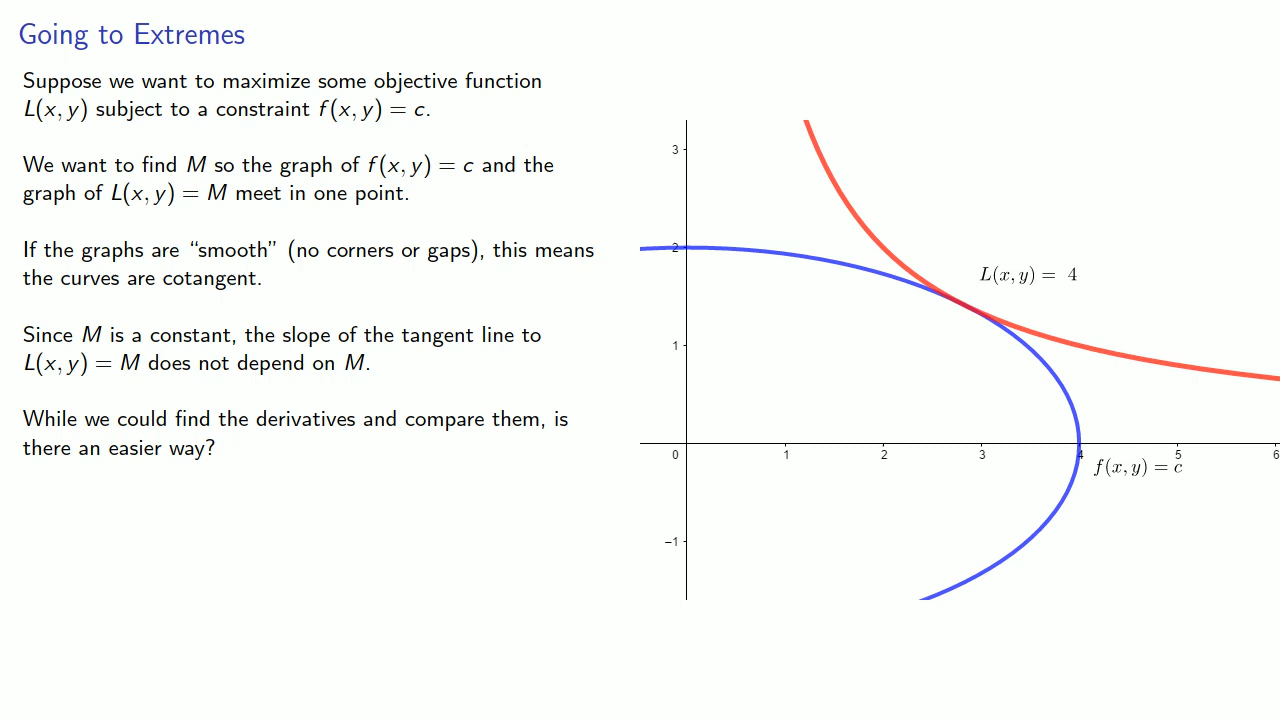 Going to Extremes
Suppose we want to maximize some objective function
L(x, y) subject to a constraint f(x, y) = c.
We want to find M so the graph of f(x, y) = c and the
graph of L(x, y) = M meet in one point.
If the graphs are “smooth” (no corners or gaps), this means
the curves are cotangent.
Since M is a constant, the slope of the tangent line to
L(x, y) = M does not depend on M.
While we could find the derivatives and compare them, is
there an easier way?
3
2
L(x, y) = 4
1
0 1 2 3 4 5 6
f(x, y) = c
−1